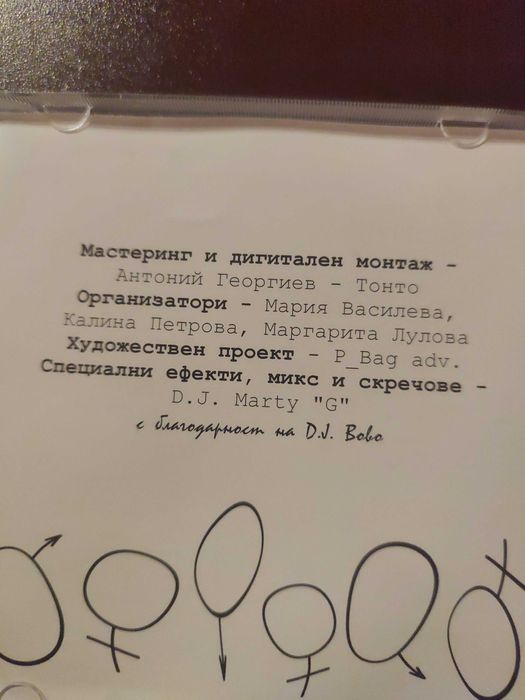 Мастеринг и дигитален монтаж -
Антоний Георгиев - Тонто
Организатори - Мария Василева,
Калина Петрова, Маргарита Лулова
Художествен проект - P_Bag adv.
Специални ефекти, микс и скречове -
D.J. Marty "G"
с благодарност на D.J. Bobo